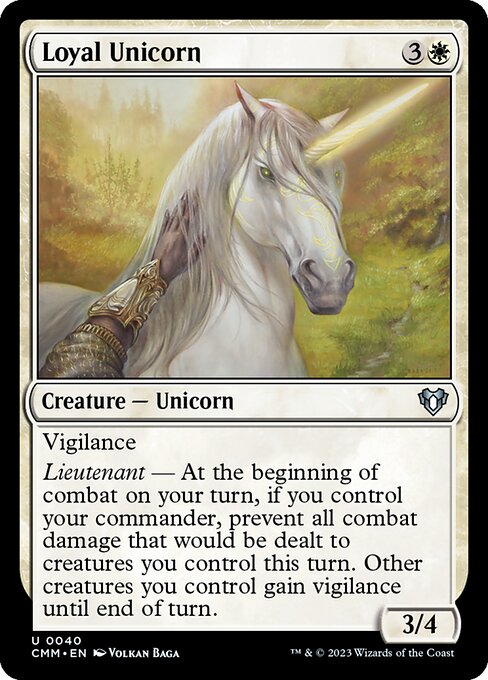 Loyal Unicorn 3
Creature — Unicorn
Vigilance
Lieutenant — At the beginning of
combat on your turn, if you control
your commander, prevent all combat
damage that would be dealt to
creatures you control this turn. Other
creatures you control gain vigilance
until end of turn.
3/4
U 0040
CMM • EN Volkan Baga ™ & © 2023 Wizards of the Coast